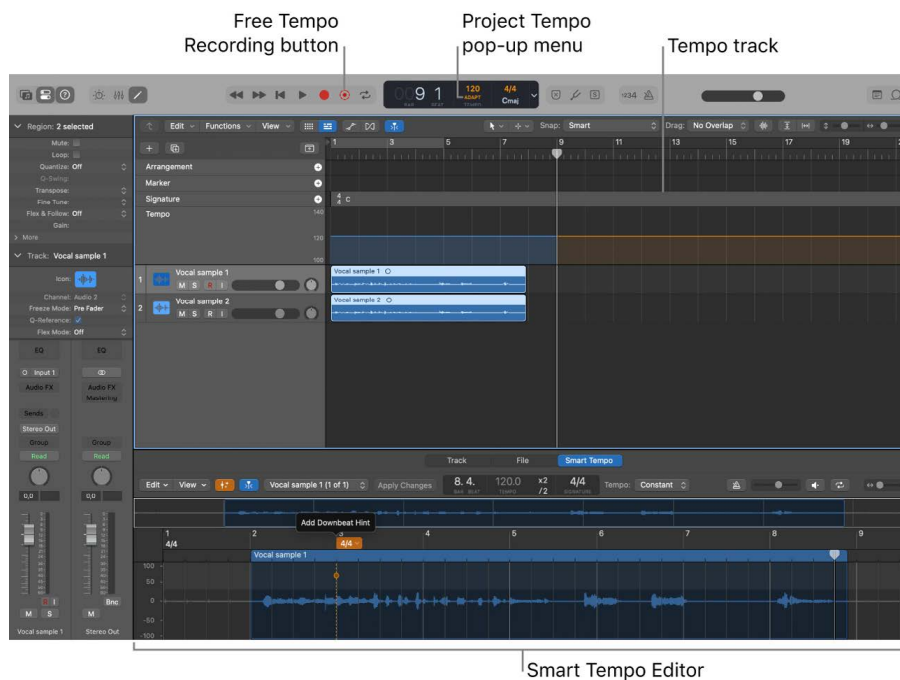 Free Tempo
Recording button
Project Tempo
pop-up menu
Tempo track
9 1 120 4/4
ADAPT Cmaj
BAR BEAT TEMPO
1234
Region: 2 selected
Mute:
Loop:
Quantize: Off
Q-Swing:
Transpose:
Fine Tune:
Flex & Follow: Off
Gain:
More
Track: Vocal sample 1
Icon:
Channel: Audio 2
Freeze Mode: Pre Fader
Q-Reference:
Flex Mode: Off
Edit Functions View Snap: Smart Drag: No Overlap
1 3 5 7 9 11 13 15 17 19
Arrangement
Marker
Signature 4/4 C
Tempo 140
120
100
1 Vocal sample 1 Vocal sample 1
M S R I
2 Vocal sample 2 Vocal sample 2
M S R I
EQ EQ
Input 1
Audio FX Audio FX
Mastering
Sends
Stereo Out
Group Group
Read Read
0,0 0,0
R I Bnc
M S M
Vocal sample 1 Stereo Out
Track File Smart Tempo
Edit View Vocal sample 1 (1 of 1) Apply Changes 8. 4. 120.0 x2 /2 4/4 Tempo: Constant
BAR BEAT TEMPO SIGNATURE
Add Downbeat Hint
1 2 3 4 5 6 7 8 9
4/4 4/4
Vocal sample 1
100
50
0
-50
-100
Smart Tempo Editor